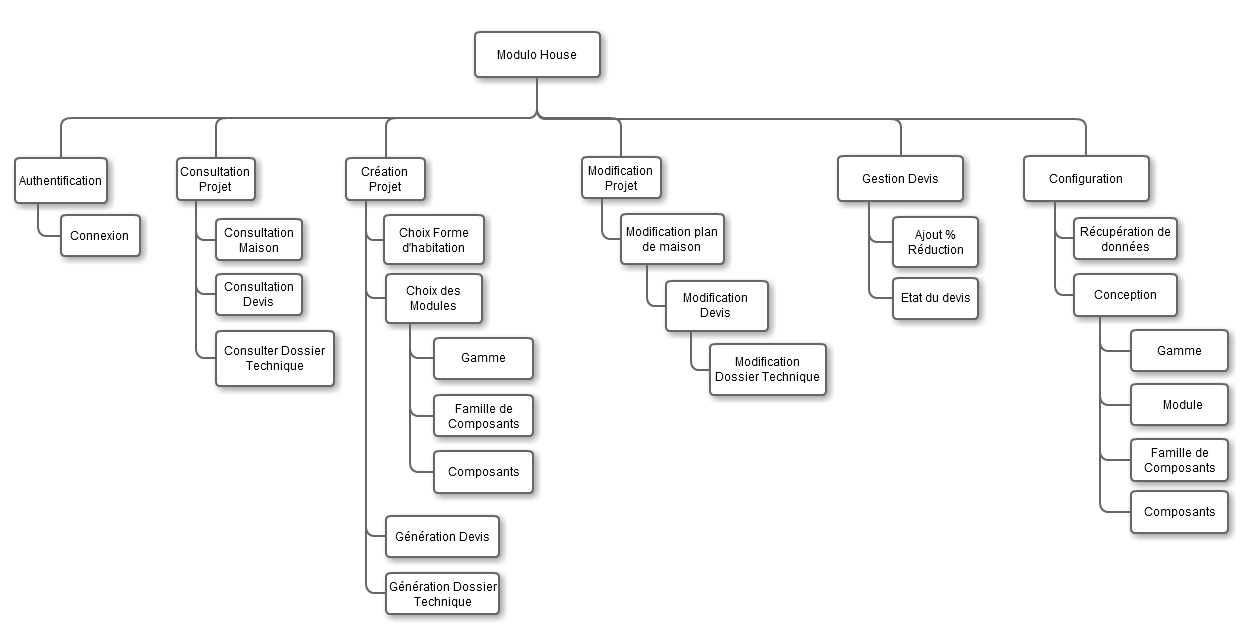 Modulo House
Authentification
Connexion
Consultation
Projet
Consultation
Maison
Consultation
Devis
Consulter Dossier
Technique
Création
Projet
Choix Forme
d'habitation
Choix des
Modules
Gamme
Famille de
Composants
Composants
Génération Devis
Génération Dossier
Technique
Modification
Projet
Modification plan
de maison
Modification
Devis
Modification
Dossier Technique
Gestion Devis
Ajout %
Réduction
Etat du devis
Configuration
Récupération de
données
Conception
Gamme
Module
Famille de
Composants
Composants